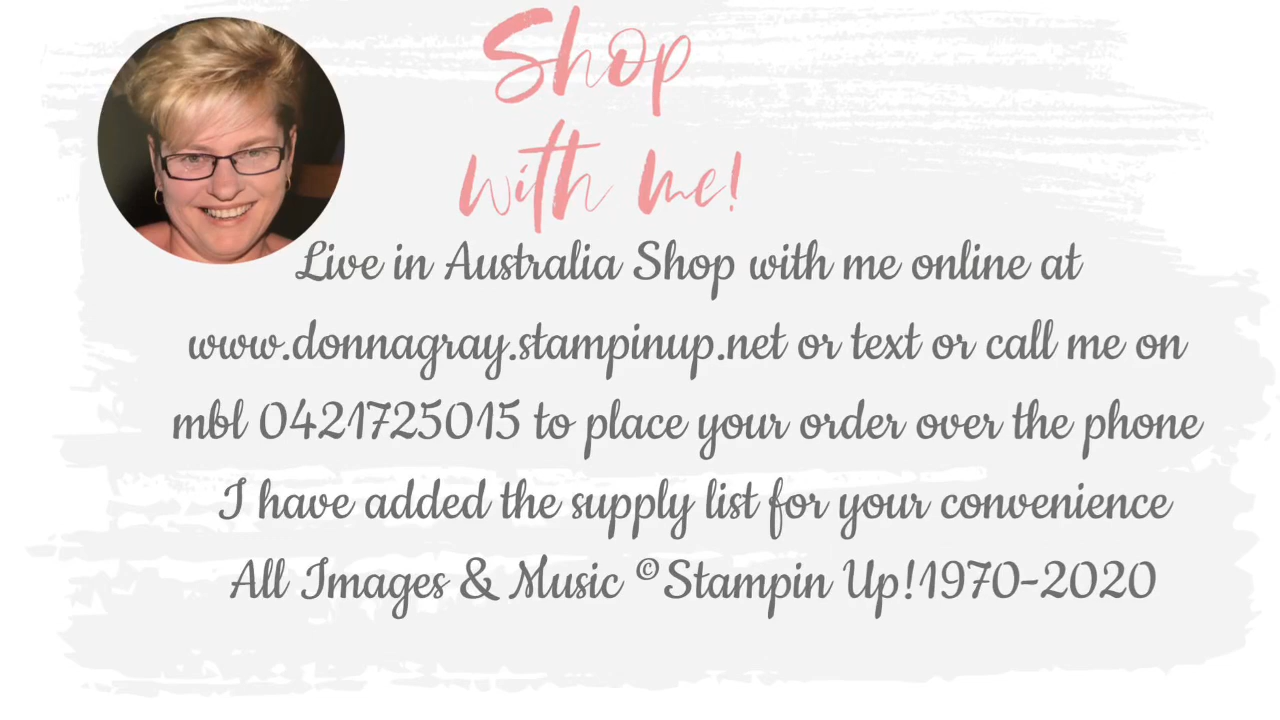 Shop
with me!
Live in Australia Shop with me online at
www.donnagray.stampinup.net or text or call me on
mbl 0421725015 to place your order over the phone
I have added the supply list for your convenience
All Images & Music ©Stampin Up!1970-2020